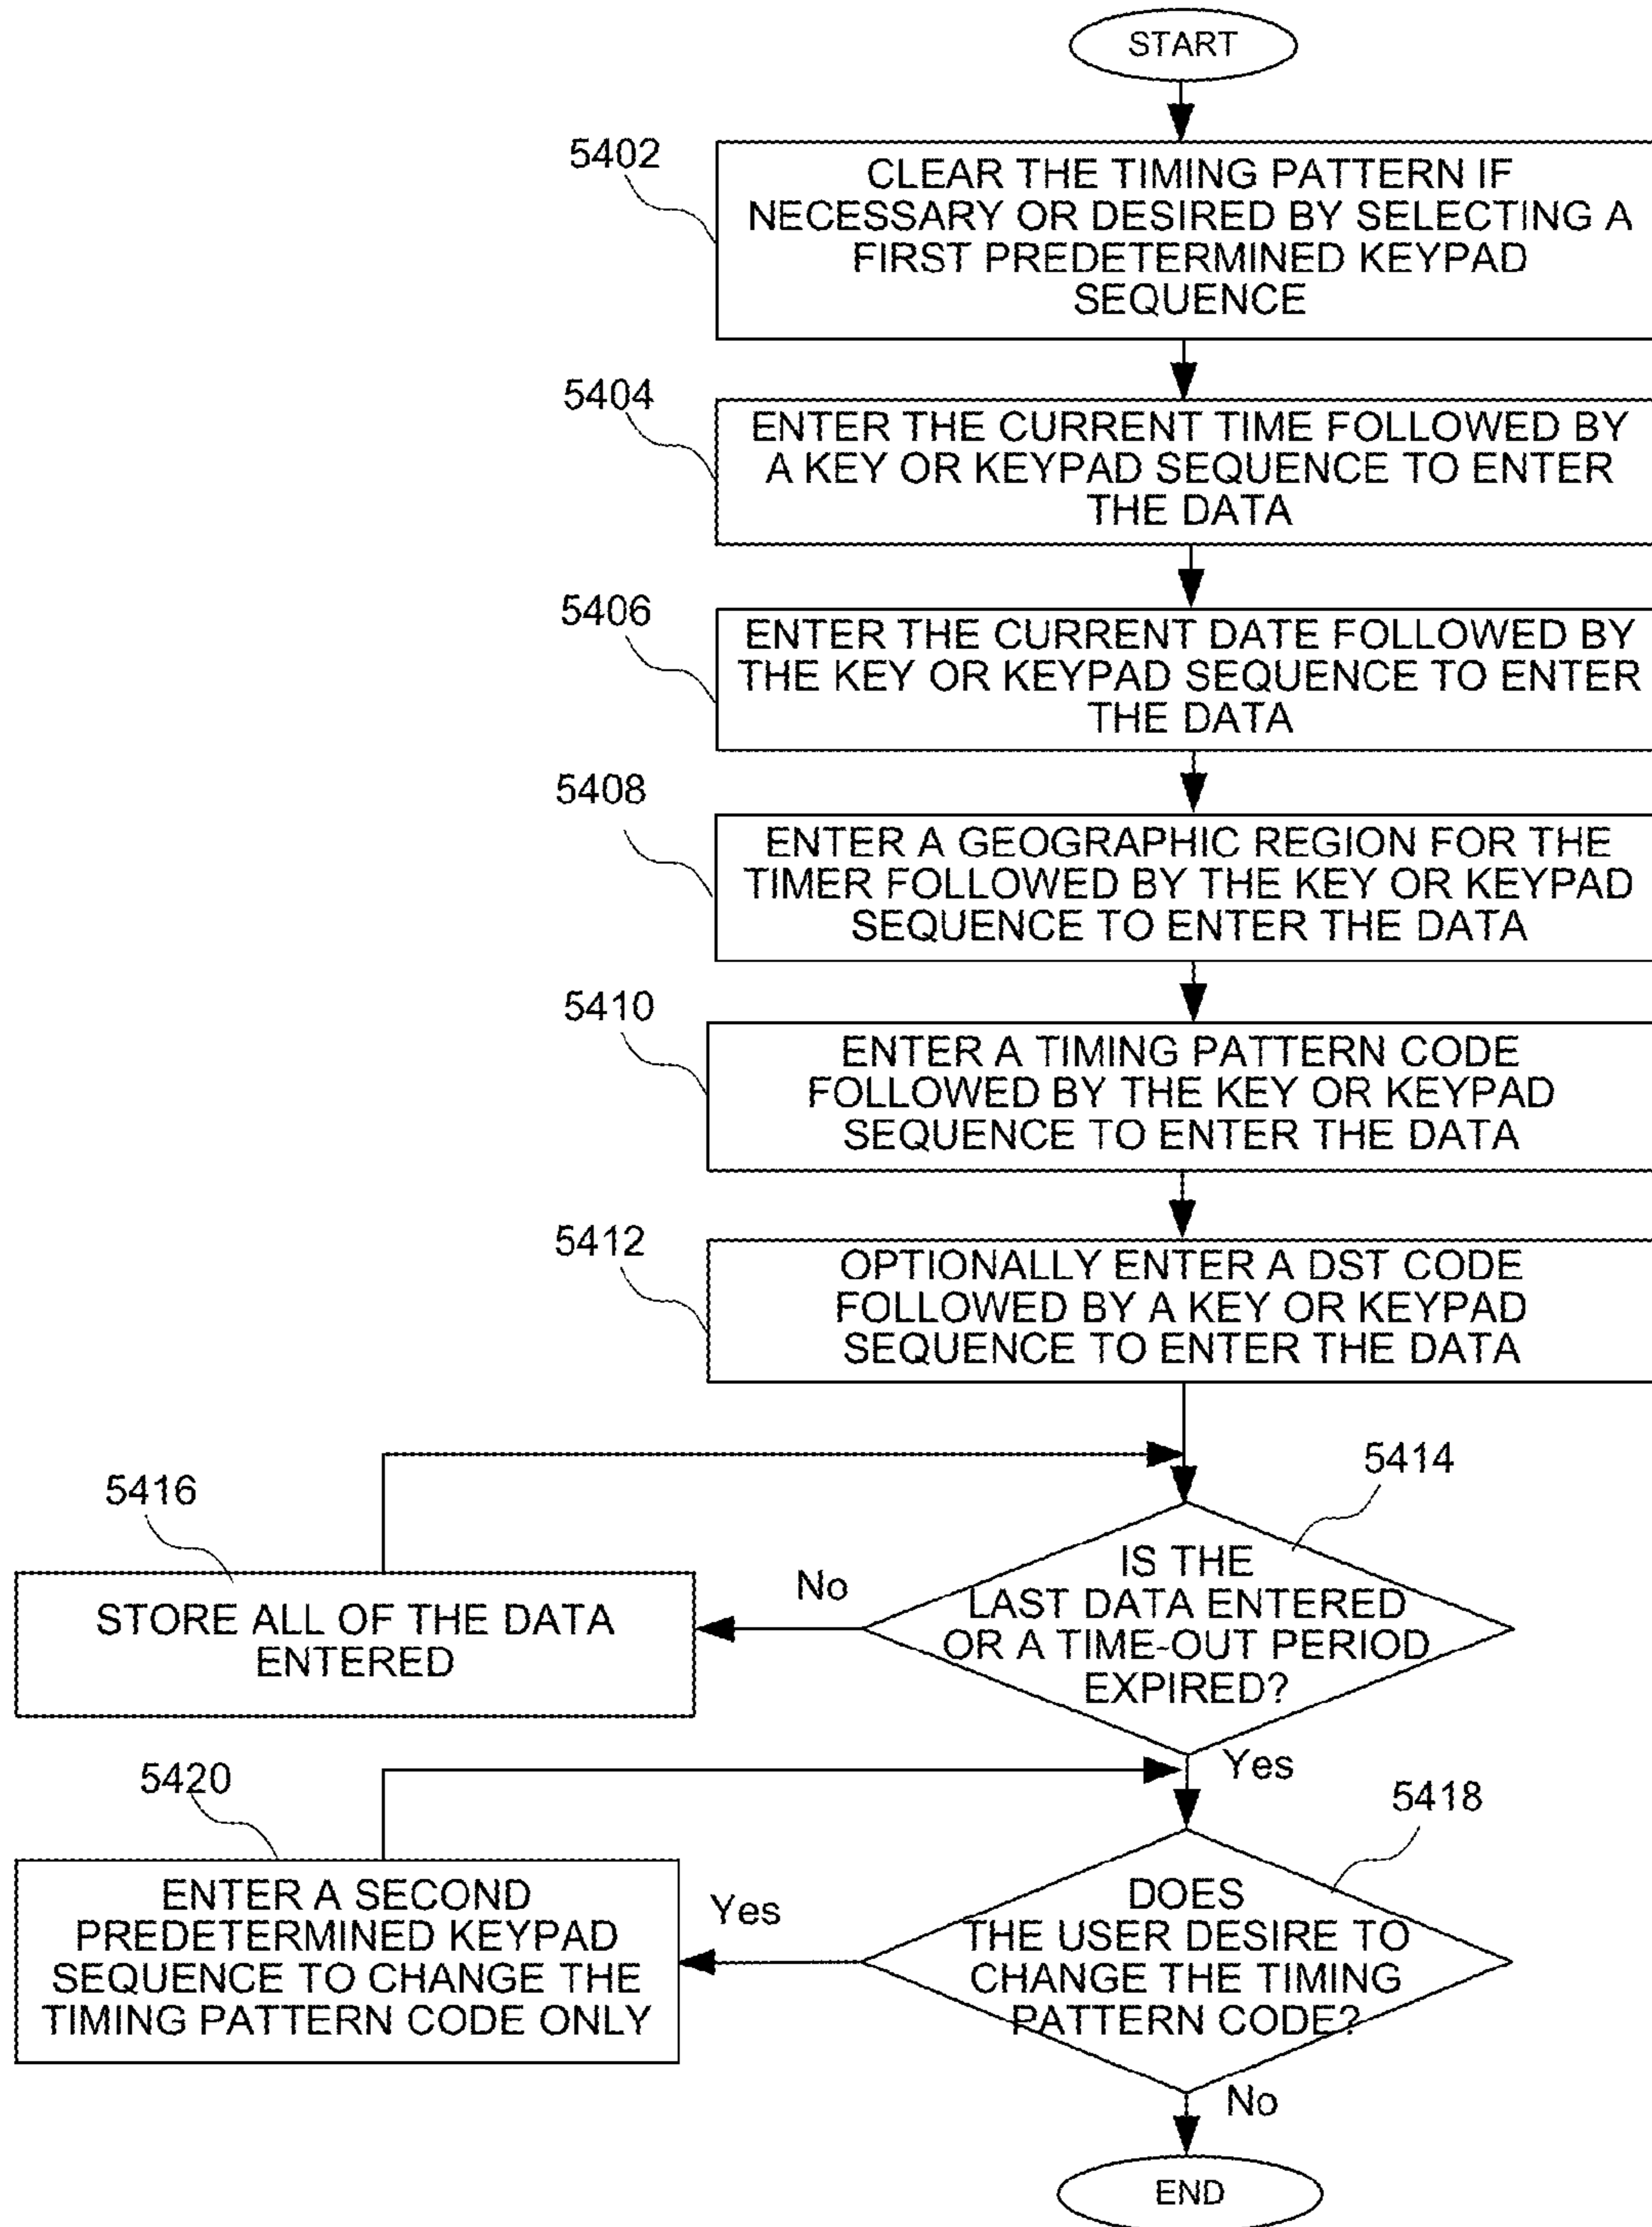 START
5402
CLEAR THE TIMING PATTERN IF
NECESSARY OR DESIRED BY SELECTING A
FIRST PREDETERMINED KEYPAD
SEQUENCE
5404
ENTER THE CURRENT TIME FOLLOWED BY
A KEY OR KEYPAD SEQUENCE TO ENTER
THE DATA
5406
ENTER THE CURRENT DATE FOLLOWED BY
THE KEY OR KEYPAD SEQUENCE TO ENTER
THE DATA
5408
ENTER A GEOGRAPHIC REGION FOR THE
TIMER FOLLOWED BY THE KEY OR KEYPAD
SEQUENCE TO ENTER THE DATA
5410
ENTER A TIMING PATTERN CODE
FOLLOWED BY THE KEY OR KEYPAD
SEQUENCE TO ENTER THE DATA
5412
OPTIONALLY ENTER A DST CODE
FOLLOWED BY A KEY OR KEYPAD
SEQUENCE TO ENTER THE DATA
5414
IS THE
LAST DATA ENTERED
OR A TIME-OUT PERIOD
EXPIRED?
No
5416
STORE ALL OF THE DATA
ENTERED
Yes
5418
DOES
THE USER DESIRE TO
CHANGE THE TIMING
PATTERN CODE?
Yes
5420
ENTER A SECOND
PREDETERMINED KEYPAD
SEQUENCE TO CHANGE THE
TIMING PATTERN CODE ONLY
No
END